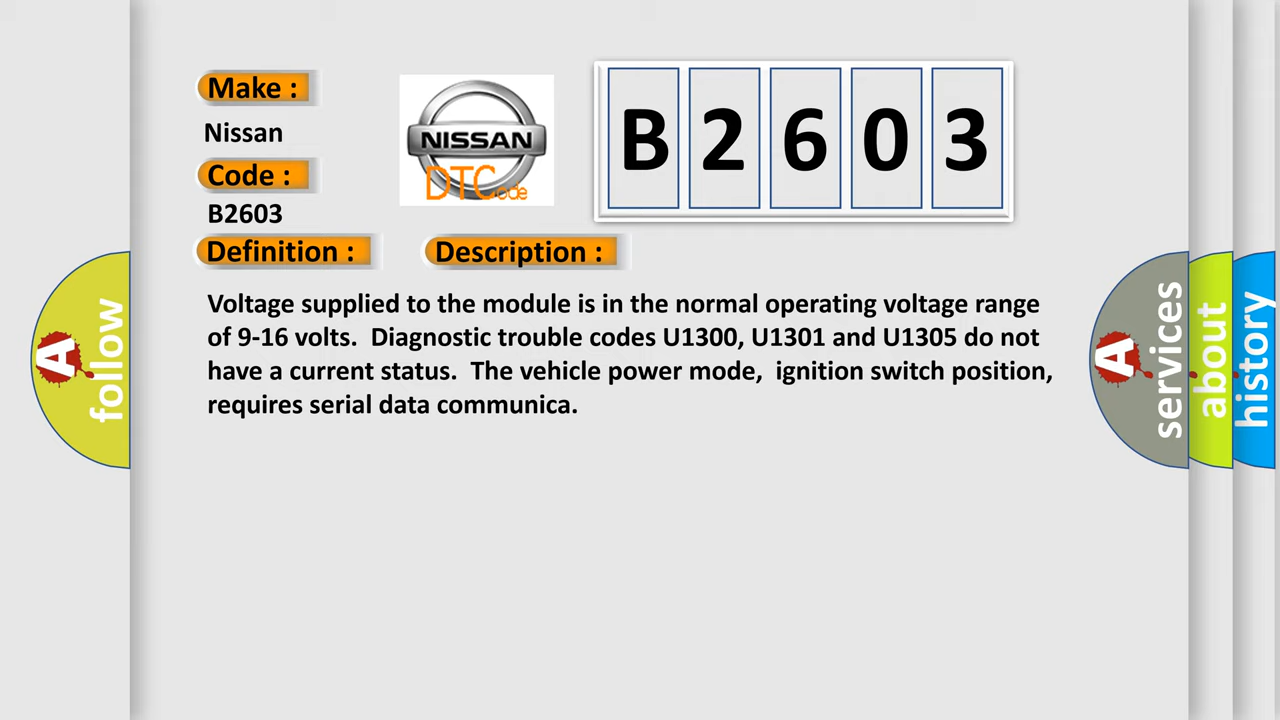 Make :
Nissan
Code :
B2603
Definition :
Description :
NISSAN
DTCode
B 2 6 0 3
Voltage supplied to the module is in the normal operating voltage range
of 9-16 volts  Diagnostic trouble codes U1300, U1301 and U1305 do not
have a current status  The vehicle power mode,  ignition switch position,
requires serial data communica.
A
follow
A
services
about
history